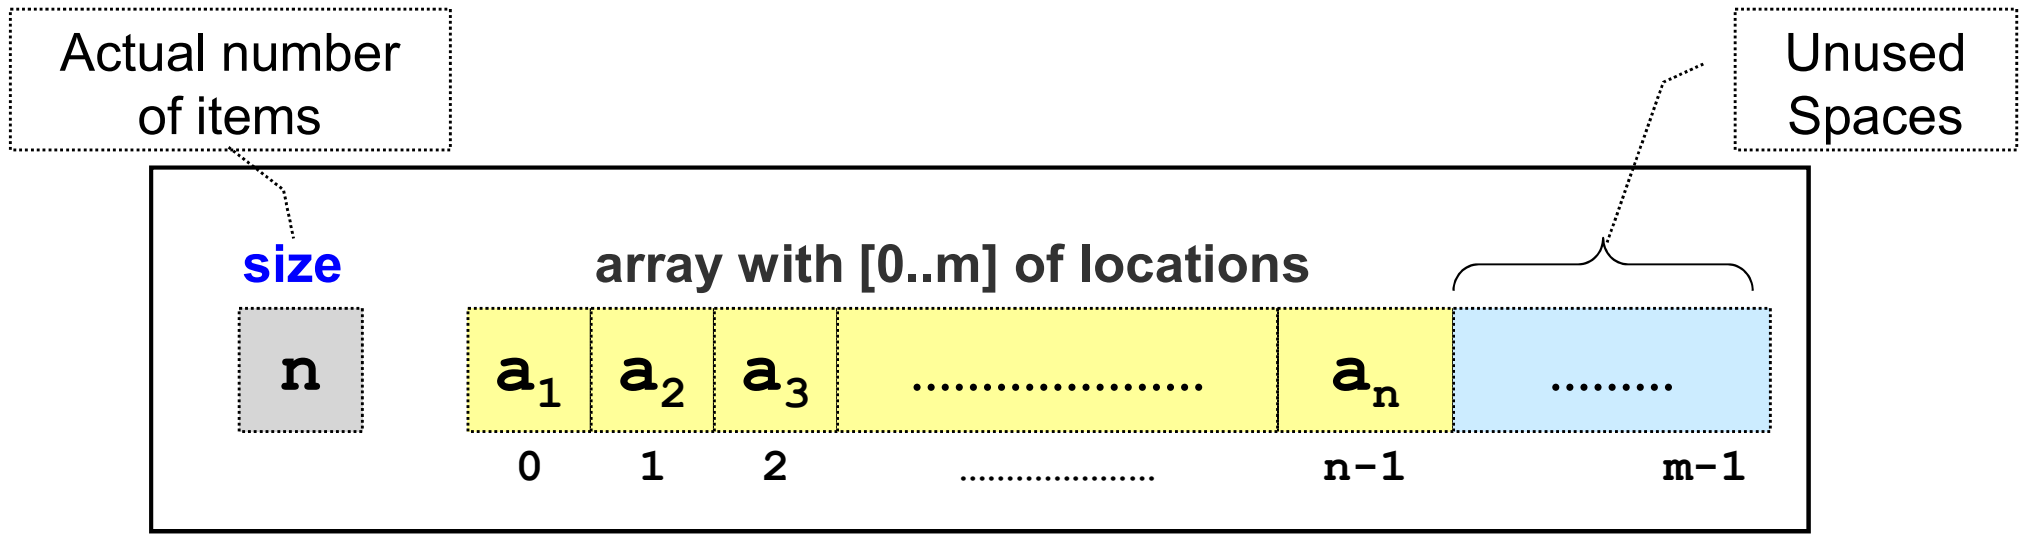 Actual number
of items
Unused
Spaces
size
array with [0..m] of locations
n
a1 a2 a3 ..................... an .........
0 1 2 ..................... n-1 m-1